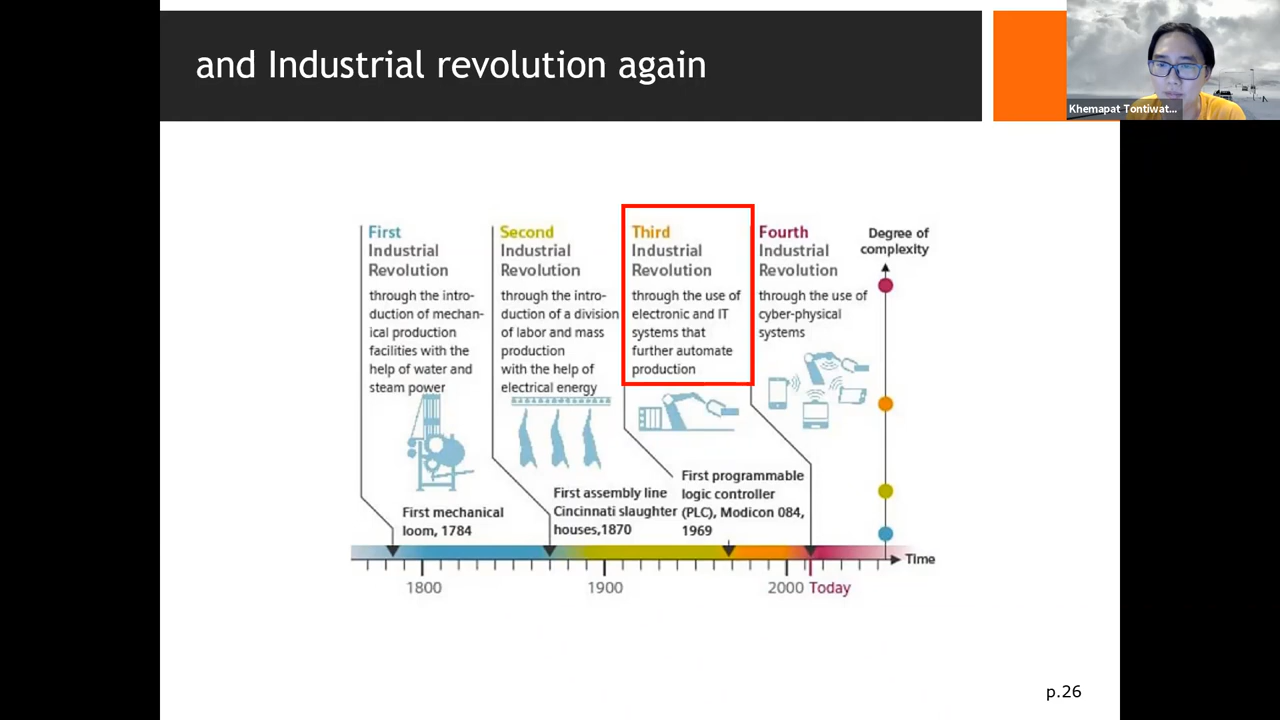 and Industrial revolution again
Khemapat Tontiwat...
First
Industrial
Revolution
through the intro-
duction of mechan-
ical production
facilities with the
help of water and
steam power
First mechanical
loom, 1784
Second
Industrial
Revolution
through the intro-
duction of a division
of labor and mass
production
with the help of
electrical energy
First assembly line
Cincinnati slaughter
houses,1870
Third
Industrial
Revolution
through the use of
electronic and IT
systems that
further automate
production
First programmable
logic controller
(PLC), Modicon 084,
1969
Fourth
Industrial
Revolution
through the use of
cyber-physical
systems
Degree of
complexity
Time
1800
1900
2000
Today
p.26